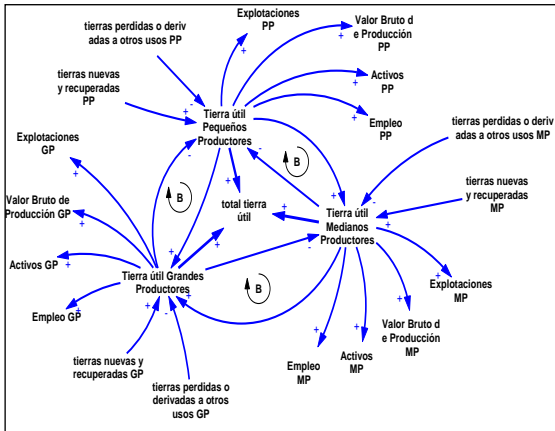 tierras perdidas o deriv
adas a otros usos PP
Explotaciones
PP
Valor Bruto d
e Producción
PP
tierras nuevas
y recuperadas
PP
Activos
PP
Empleo
PP
Tierra útil
Pequeños
Productores
tierras perdidas o deriv
adas a otros usos MP
Explotaciones
GP
tierras nuevas
y recuperadas
MP
Valor Bruto de
Producción GP
total tierra
útil
Tierra útil
Medianos
Productores
Activos GP
Tierra útil Grandes
Productores
Empleo GP
Explotaciones
MP
Valor Bruto d
e Producción
MP
Activos
MP
Empleo
MP
tierras nuevas y
recuperadas GP
tierras perdidas o
derivadas a otros
usos GP
B
B
B
+
+
+
+
-
+
-
-
+
+
+
-
+
+
+
+
+
+
+
-
+
+
-
+
+
+
+
+